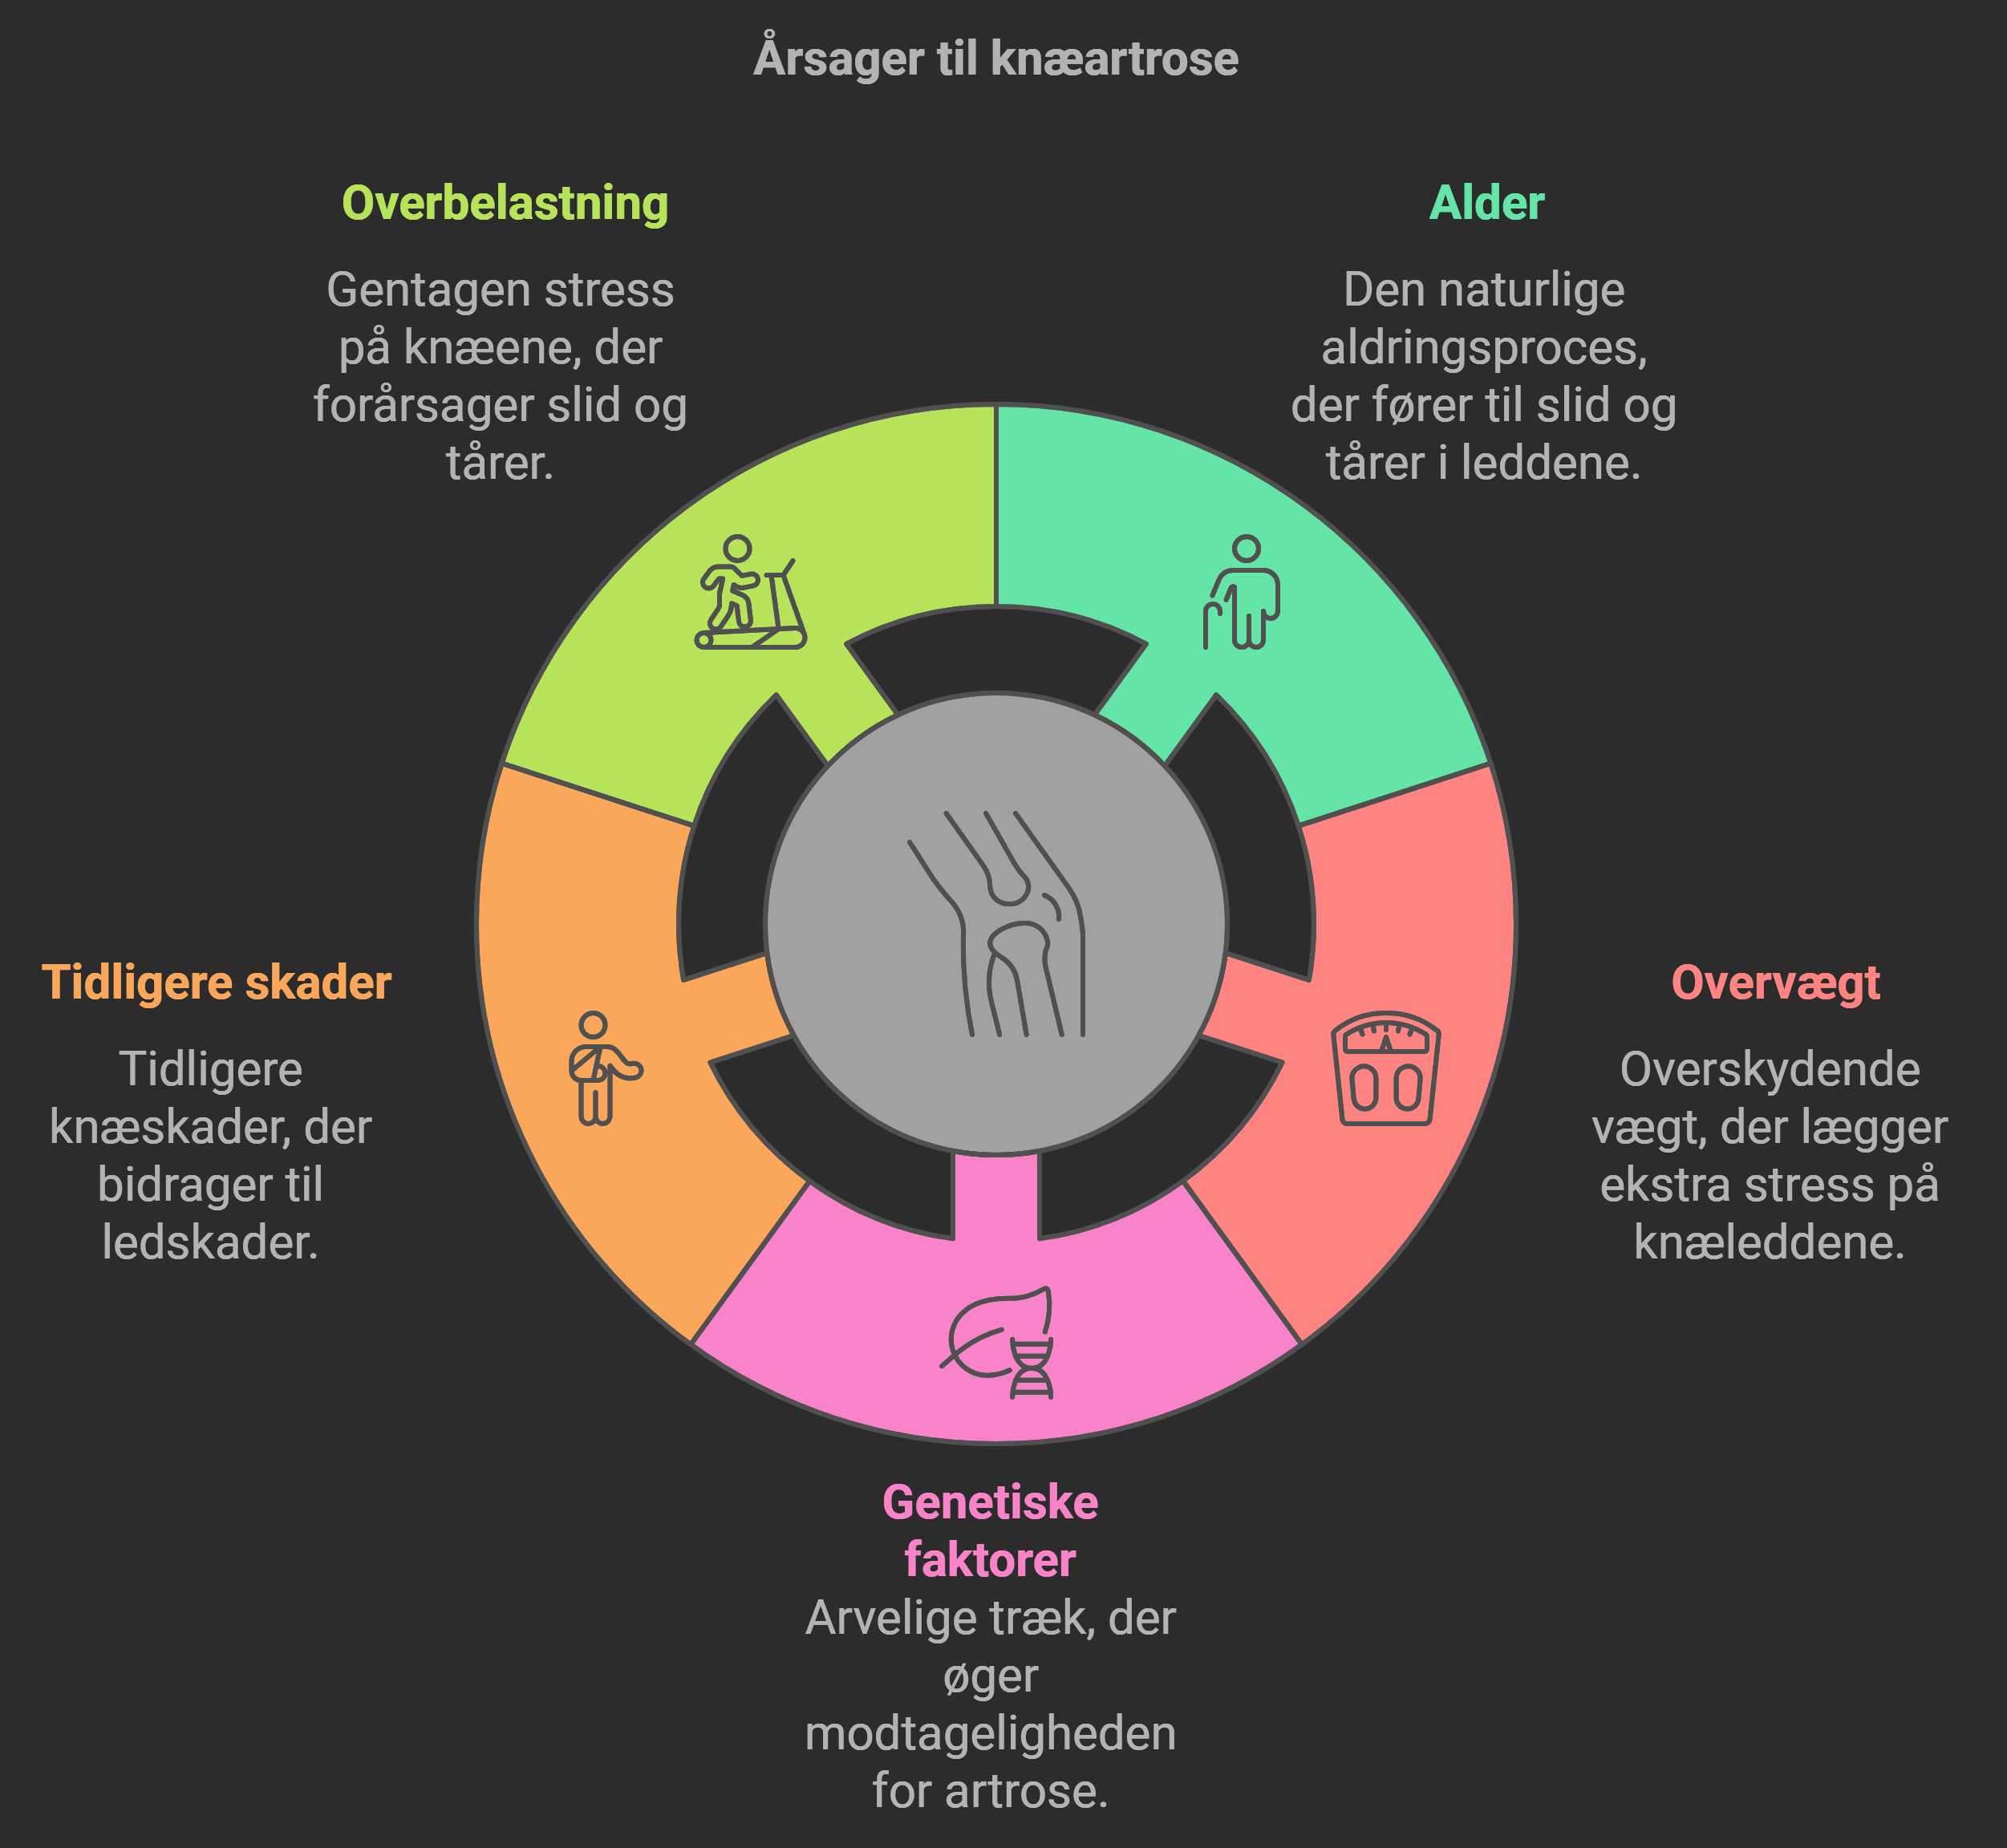 Årsager til knæartrose
Overbelastning
Gentagen stress
på knæene, der
forårsager slid og
tårer.
Alder
Den naturlige
aldringsproces,
der fører til slid og
tårer i leddene.
Tidligere skader
Tidligere
knæskader, der
bidrager til
ledskader.
Overvægt
Overskydende
vægt, der lægger
ekstra stress på
knæleddene.
Genetiske
faktorer
Arvelige træk, der
øger
modtageligheden
for artrose.